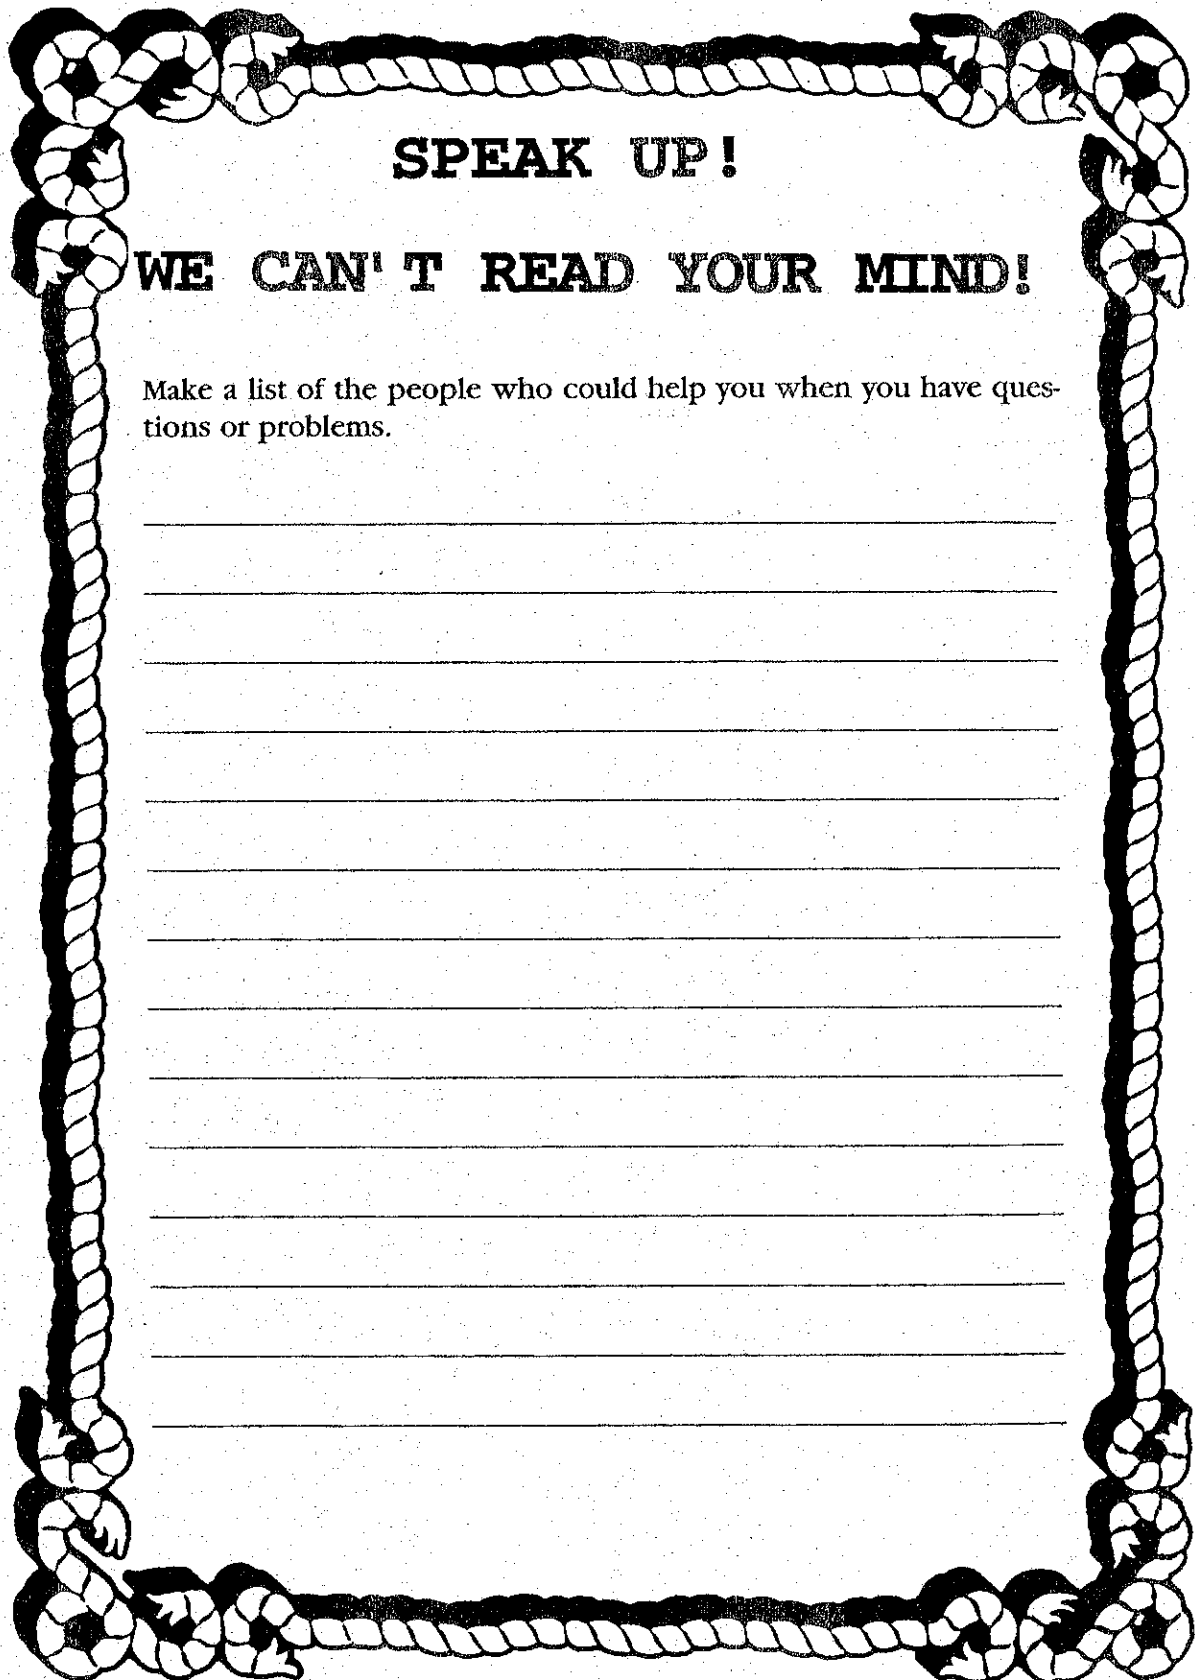 SPEAK UP!
WE CAN'T READ YOUR MIND!
Make a list of the people who could help you when you have ques-
tions or problems.